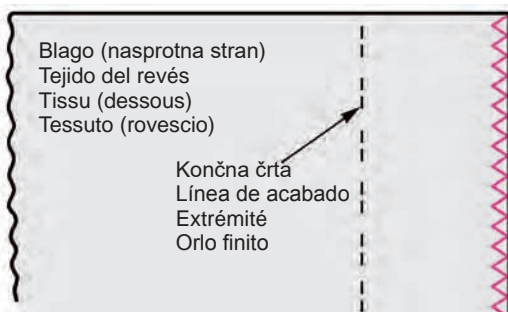 Blago (nasprotna stran)
Tejido del revés
Tissu (dessous)
Tessuto (rovescio)
Končna črta
Línea de acabado
Extrémité
Orlo finito